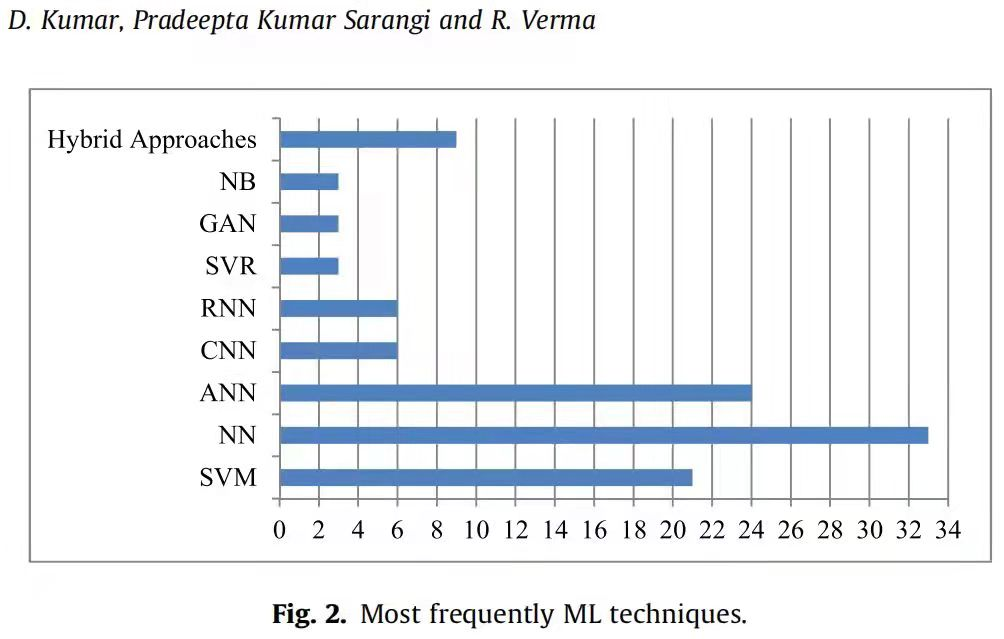 D. Kumar, Pradeepta Kumar Sarangi and R. Verma
Hybrid Approaches
NB
GAN
SVR
RNN
CNN
ANN
NN
SVM
0 2 4 6 8 10 12 14 16 18 20 22 24 26 28 30 32 34
Fig. 2. Most frequently ML techniques.